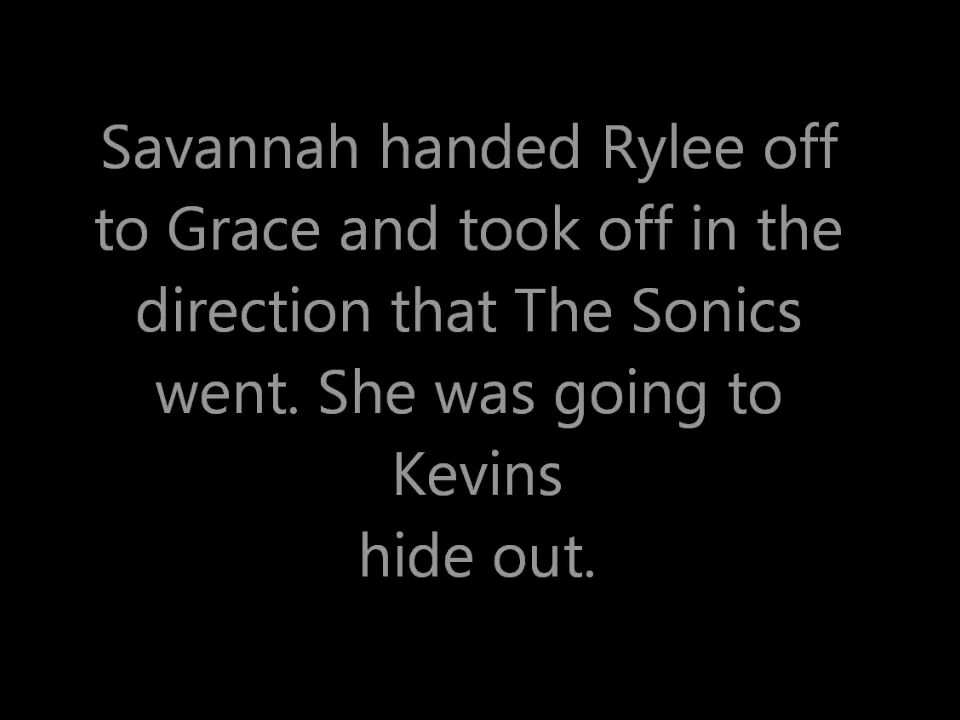 Savannah handed Rylee off
to Grace and took off in the
direction that The Sonics
went. She was going to
Kevins
hide out.